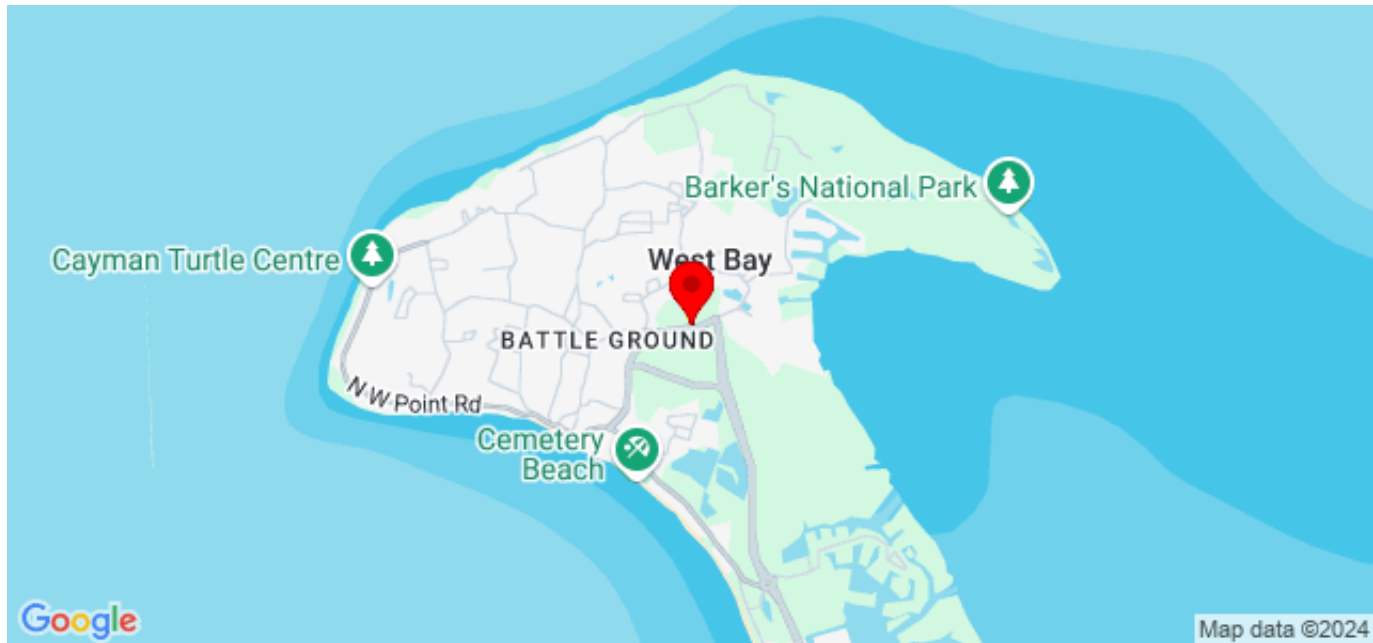 Barker's National Park
Cayman Turtle Centre
West Bay
BATTLE GROUND
N W Point Rd
Cemetery
Beach
Google
Map data ©2024